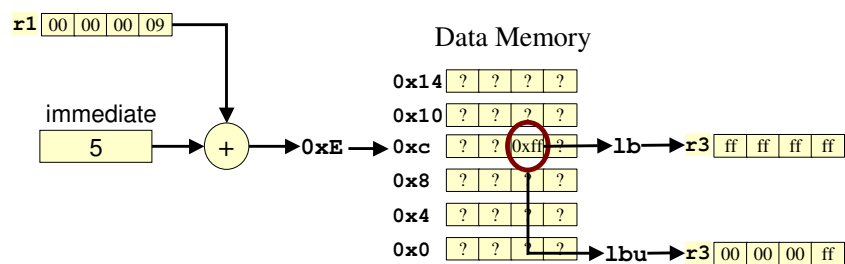 r1 00 00 00 09
Data Memory
0x14 ? ? ? ?
0x10 ? ? ? ?
immediate
5 + 0xE 0xc ? ? 0xff ? lb r3 ff ff ff ff
0x8 ? ? ? ?
0x4 ? ? ? ?
0x0 ? ? ? ? lbu r3 00 00 00 ff